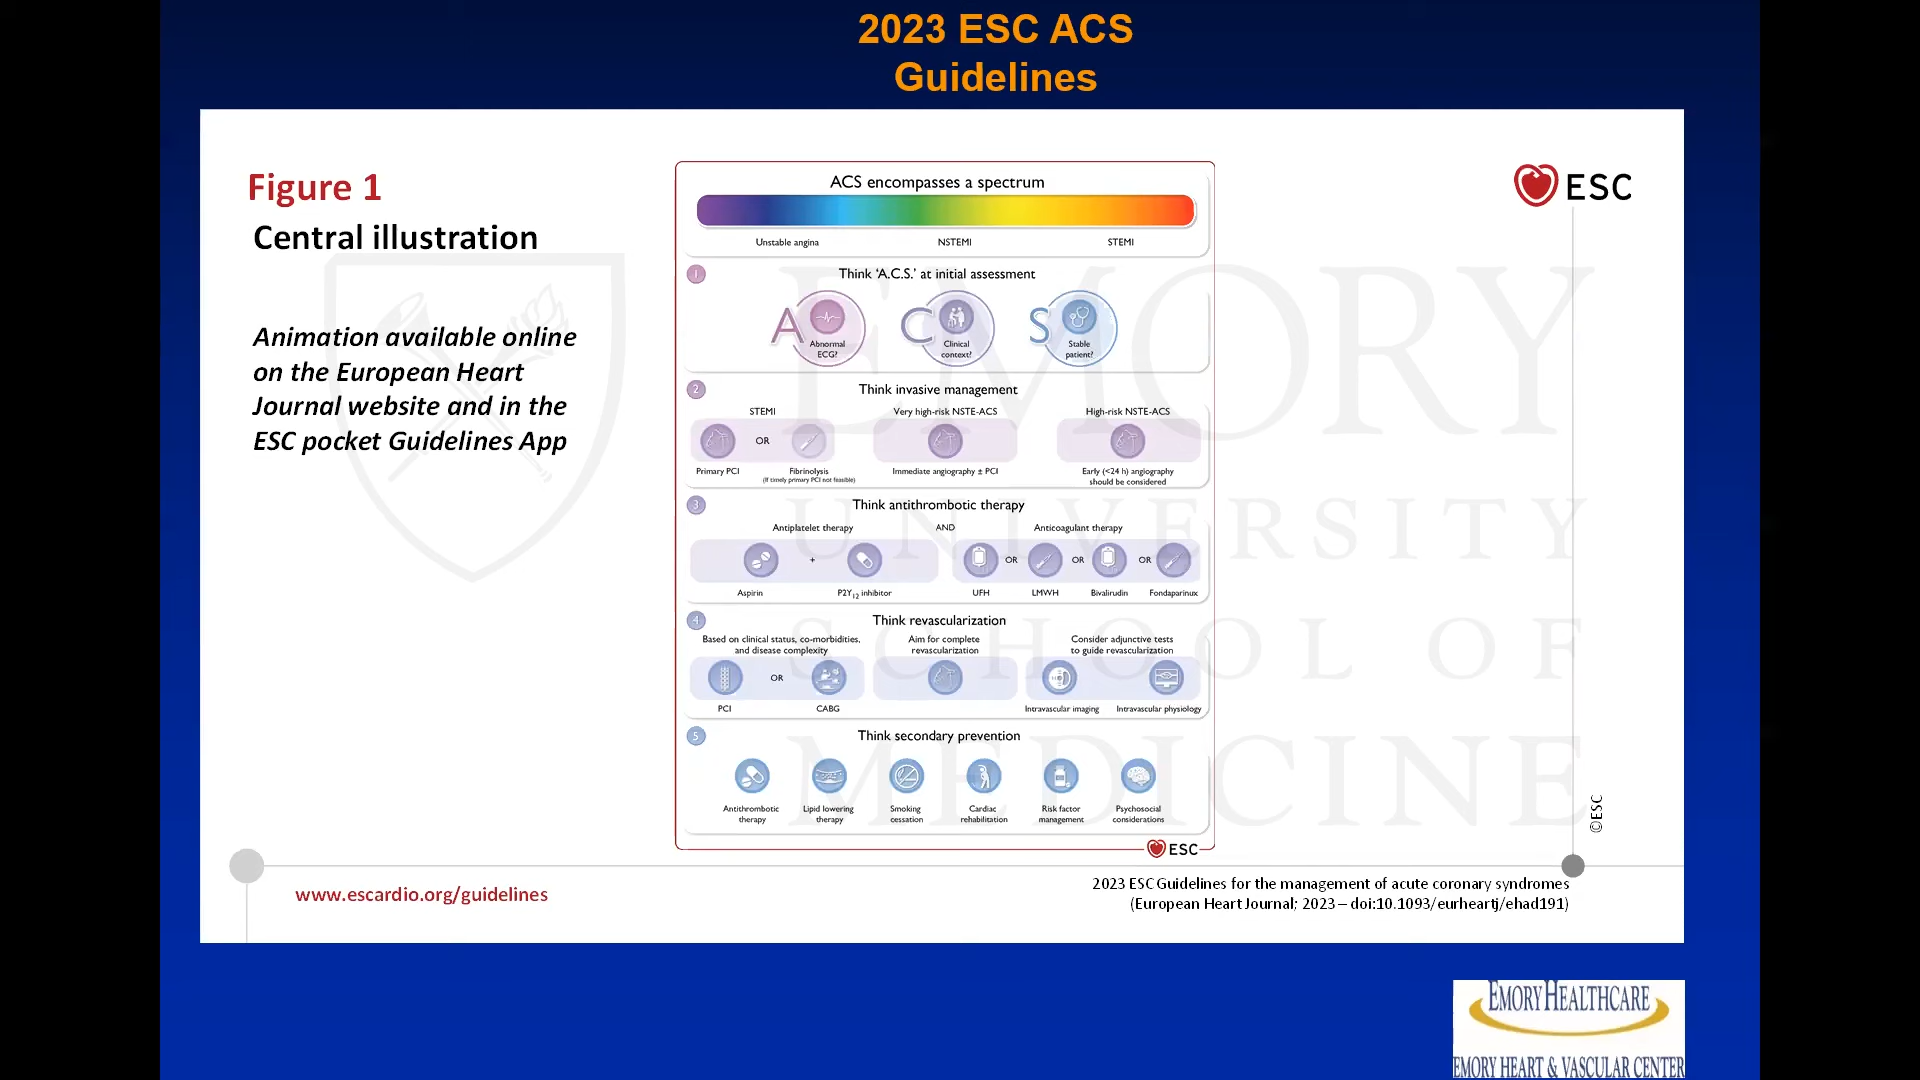 2023 ESC ACS
Guidelines
Figure 1
Central illustration
Animation available online
on the European Heart
Journal website and in the
ESC pocket Guidelines App
ESC
ACS encompasses a spectrum
Unstable angina NSTEMI STEMI
1 Think ‘A.C.S.’ at initial assessment
A Abnormal ECG?
C Clinical context?
S Stable patient?
2 Think invasive management
STEMI Very high-risk NSTE-ACS High-risk NSTE-ACS
OR
Primary PCI
Fibrinolysis
(If timely primary PCI not feasible)
Immediate angiography ± PCI
Early (<24 h) angiography
should be considered
3 Think antithrombotic therapy
Antiplatelet therapy AND Anticoagulant therapy
+ OR OR OR
Aspirin P2Y12 inhibitor UFH LMWH Bivalirudin Fondaparinux
4 Think revascularization
Based on clinical status, co-morbidities,
and disease complexity
Aim for complete
revascularization
Consider adjunctive tests
to guide revascularization
OR
PCI CABG Intravascular imaging Intravascular physiology
5 Think secondary prevention
Antithrombotic
therapy
Lipid lowering
therapy
Smoking
cessation
Cardiac
rehabilitation
Risk factor
management
Psychosocial
considerations
ESC
EMORY
UNIVERSITY
SCHOOL OF
MEDICINE
©ESC
www.escardio.org/guidelines
2023 ESC Guidelines for the management of acute coronary syndromes
(European Heart Journal; 2023 – doi:10.1093/eurheartj/ehad191)
EMORY HEALTHCARE
EMORY HEART & VASCULAR CENTER